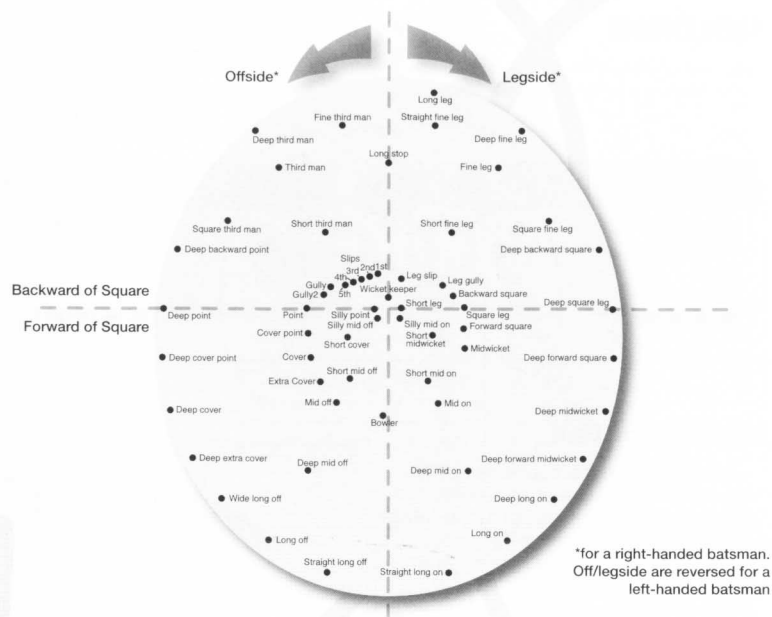 Offside*
Legside*
Long leg
Fine third man
Straight fine leg
Deep third man
Deep fine leg
Long stop
Third man
Fine leg
Square third man
Short third man
Short fine leg
Square fine leg
Deep backward point
Deep backward square
Slips
2nd 1st
3rd
4th
5th
Leg slip
Gully
Leg gully
Wicket keeper
Backward of Square
Gully2
Backward square
Short leg
Deep square leg
Deep point
Point
Silly point
Square leg
Forward of Square
Silly mid off
Silly mid on
Forward square
Cover point
Short cover
Short
midwicket
Midwicket
Deep cover point
Cover
Deep forward square
Short mid off
Short mid on
Extra Cover
Mid off
Mid on
Deep cover
Deep midwicket
Bowler
Deep extra cover
Deep mid off
Deep mid on
Deep forward midwicket
Wide long off
Deep long on
Long off
Long on
Straight long off
Straight long on
*for a right-handed batsman.
Off/legside are reversed for a
left-handed batsman